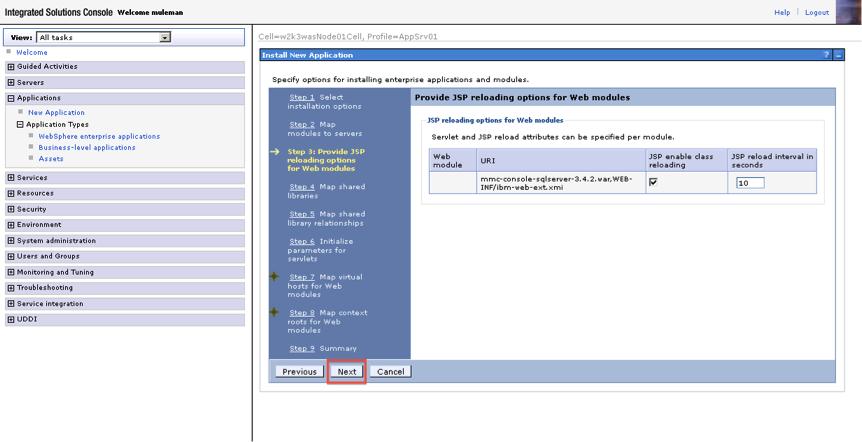 Integrated Solutions Console Welcome muleman
Help
Logout
View: All tasks
Welcome
Guided Activities
Servers
Applications
New Application
Application Types
WebSphere enterprise applications
Business-level applications
Assets
Services
Resources
Security
Environment
System administration
Users and Groups
Monitoring and Tuning
Troubleshooting
Service integration
UDDI
Cell=w2k3wasNode01Cell, Profile=AppSrv01
Install New Application
?
Specify options for installing enterprise applications and modules.
Step 1 Select
installation options
Step 2 Map
modules to servers
Step 3: Provide JSP
reloading options
for Web modules
Step 4 Map shared
libraries
Step 5 Map shared
library relationships
Step 6 Initialize
parameters for
servlets
Step 7 Map virtual
hosts for Web
modules
Step 8 Map context
roots for Web
modules
Step 9 Summary
Provide JSP reloading options for Web modules
JSP reloading options for Web modules
Servlet and JSP reload attributes can be specified per module.
Web
module
URI
JSP enable class
reloading
JSP reload interval in
seconds
mmc-console-sqlserver-3.4.2.war,WEB-
INF/ibm-web-ext.xmi
10
Previous
Next
Cancel